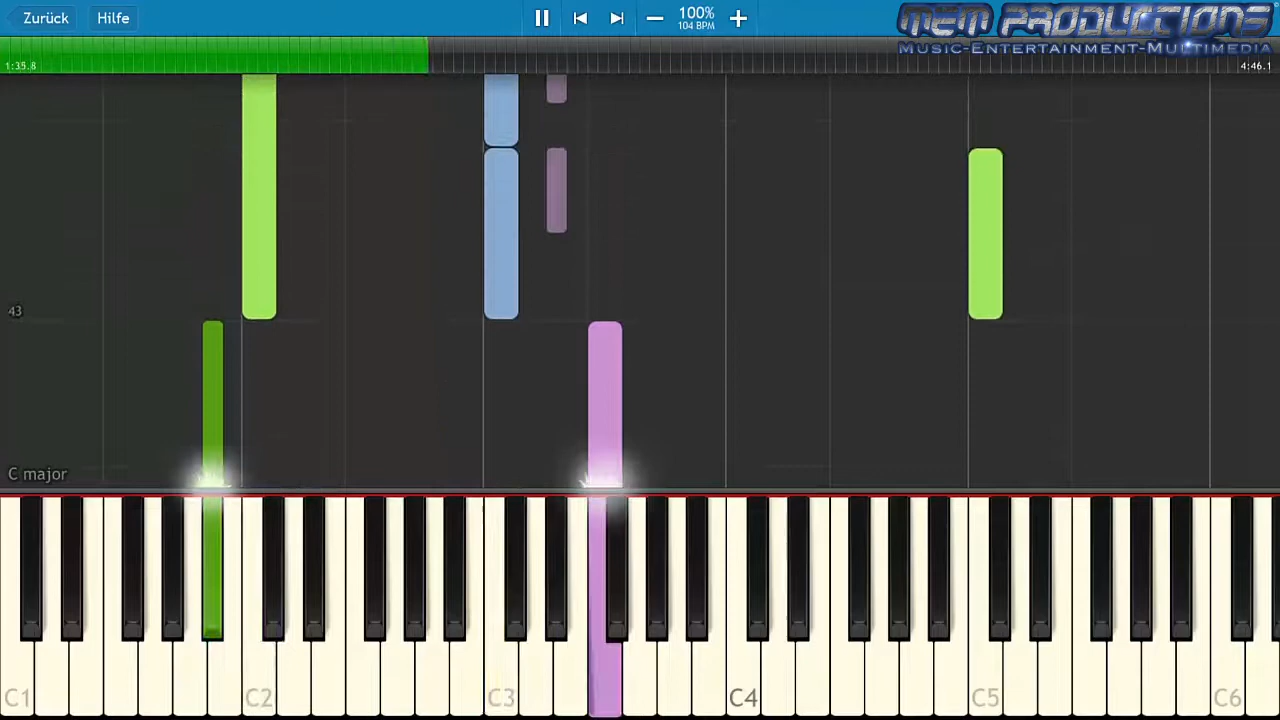 Zurück
Hilfe
100%
104 BPM
MEM PRODUCTIONS
MUSIC-ENTERTAINMENT-MULTIMEDIA
1:35.8
4:46.1
43
C major
C1
C2
C3
C4
C5
C6